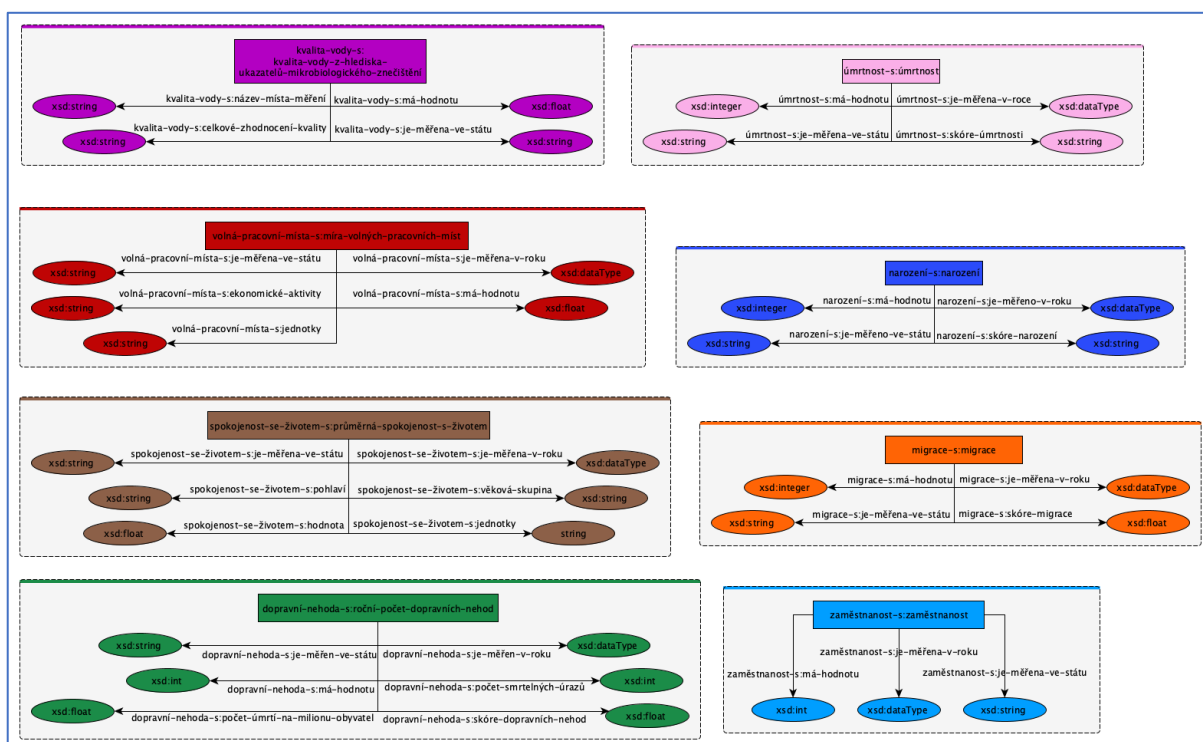 kvalita-vody-s:
kvalita-vody-z-hlediska-
ukazatelů-mikrobiologického-znečištění
xsd:string
kvalita-vody-s:název-místa-měření
kvalita-vody-s:má-hodnotu
xsd:float
xsd:string
kvalita-vody-s:celkové-zhodnocení-kvality
kvalita-vody-s:je-měřena-ve-státu
xsd:string
úmrtnost-s:úmrtnost
xsd:integer
úmrtnost-s:má-hodnotu
úmrtnost-s:je-měřena-v-roce
xsd:dataType
xsd:string
úmrtnost-s:je-měřena-ve-státu
úmrtnost-s:skóre-úmrtnosti
xsd:string
volná-pracovní-místa-s:míra-volných-pracovních-míst
volná-pracovní-místa-s:je-měřena-ve-státu
volná-pracovní-místa-s:je-měřena-v-roku
xsd:string
xsd:dataType
volná-pracovní-místa-s:ekonomické-aktivity
volná-pracovní-místa-s:má-hodnotu
xsd:string
xsd:float
volná-pracovní-místa-s:jednotky
xsd:string
narození-s:narození
xsd:integer
narození-s:má-hodnotu
narození-s:je-měřeno-v-roku
xsd:dataType
xsd:string
narození-s:je-měřeno-ve-státu
narození-s:skóre-narození
xsd:string
spokojenost-se-životem-s:průměrná-spokojenost-s-životem
spokojenost-se-životem-s:je-měřena-ve-státu
spokojenost-se-životem-s:je-měřena-v-roku
xsd:string
xsd:dataType
xsd:string
spokojenost-se-životem-s:pohlaví
spokojenost-se-životem-s:věková-skupina
xsd:string
xsd:float
spokojenost-se-životem-s:hodnota
spokojenost-se-životem-s:jednotky
string
migrace-s:migrace
xsd:integer
migrace-s:má-hodnotu
migrace-s:je-měřena-v-roku
xsd:dataType
xsd:string
migrace-s:je-měřena-ve-státu
migrace-s:skóre-migrace
xsd:float
dopravní-nehoda-s:roční-počet-dopravních-nehod
xsd:string
dopravní-nehoda-s:je-měřen-ve-státu
dopravní-nehoda-s:je-měřen-v-roku
xsd:dataType
xsd:int
dopravní-nehoda-s:má-hodnotu
dopravní-nehoda-s:počet-smrtelných-úrazů
xsd:int
xsd:float
dopravní-nehoda-s:počet-úmrtí-na-milionu-obyvatel
dopravní-nehoda-s:skóre-dopravních-nehod
xsd:float
zaměstnanost-s:zaměstnanost
zaměstnanost-s:je-měřena-v-roku
zaměstnanost-s:má-hodnotu
zaměstnanost-s:je-měřena-ve-státu
xsd:int
xsd:dataType
xsd:string